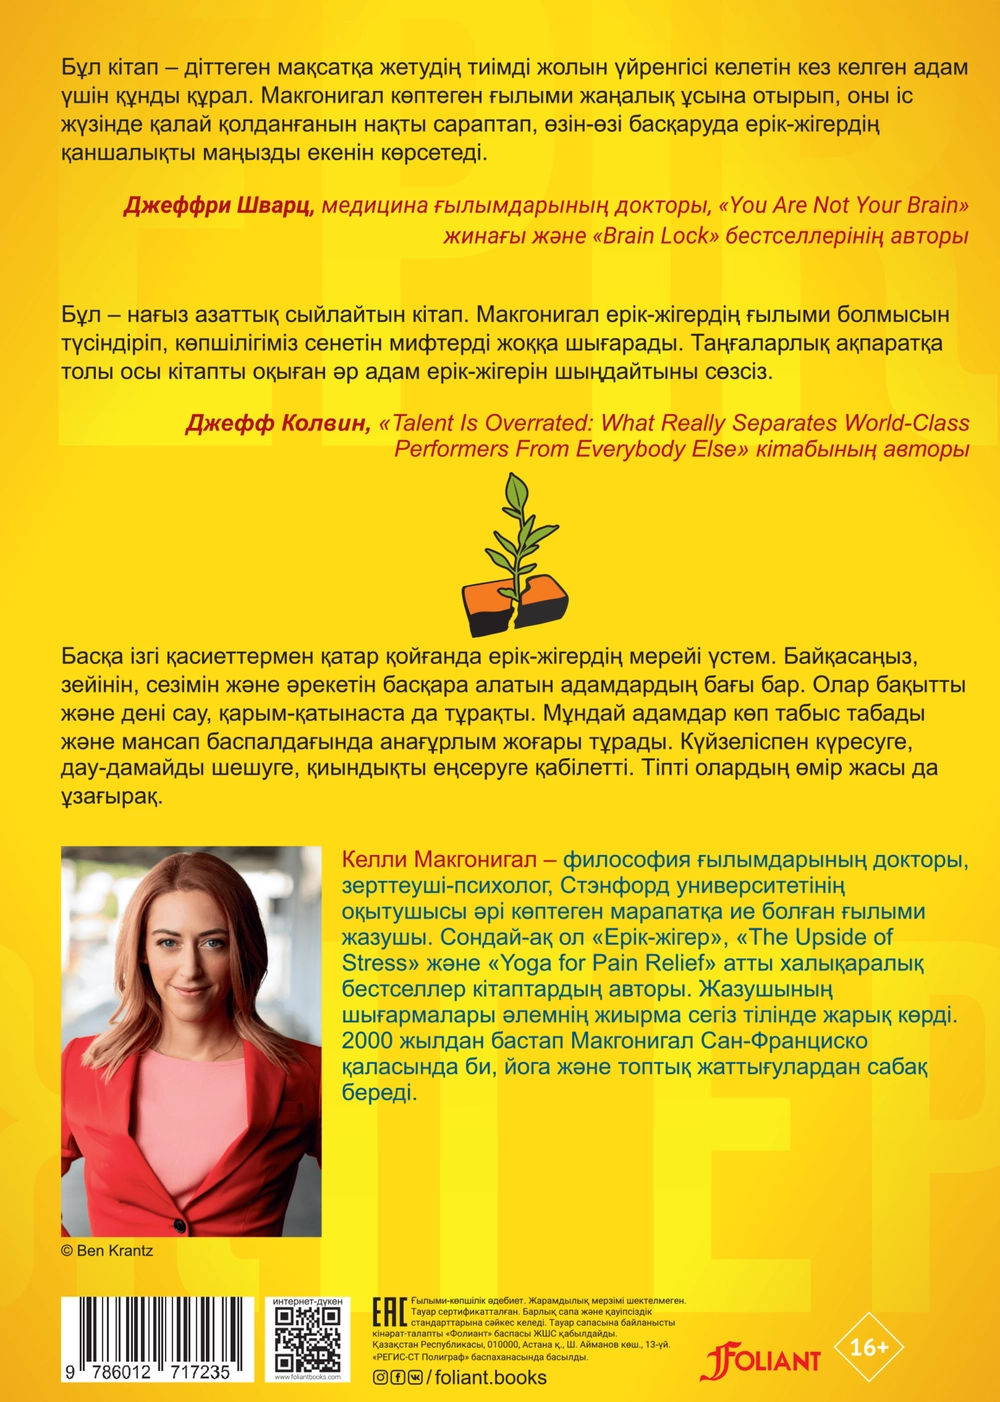 Бұл кітап – діттеген мақсатқа жетудің тиімді жолын үйренгісі келетін кез келген адам
үшін құнды құрал. Макгонигал көптеген ғылыми жаңалық ұсына отырып, оны іс
жүзінде қалай қолданғанын нақты сараптап, өзін-өзі басқаруда ерік-жігердің
қаншалықты маңызды екенін көрсетеді.
Джеффри Шварц, медицина ғылымдарының докторы, «You Are Not Your Brain»
жинағы және «Brain Lock» бестселлерінің авторы
Бұл – нағыз азаттық сыйлайтын кітап. Макгонигал ерік-жігердің ғылыми болмысын
түсіндіріп, көпшілігіміз сенетін мифтерді жоққа шығарады. Таңғаларлық ақпаратқа
толы осы кітапты оқыған әр адам ерік-жігерін шыңдайтыны сөзсіз.
Джефф Колвин, «Talent Is Overrated: What Really Separates World-Class
Performers From Everybody Else» кітабының авторы
Басқа ізгі қасиеттермен қатар қойғанда ерік-жігердің мерейі үстем. Байқасаңыз,
зейінін, сезімін және әрекетін басқара алатын адамдардың бағы бар. Олар бақытты
және дені сау, қарым-қатынаста да тұрақты. Мұндай адамдар көп табыс табады
және мансап баспалдағында анағұрлым жоғары тұрады. Күйзеліспен күресуге,
дау-дамайды шешуге, қиындықты еңсеруге қабілетті. Тіпті олардың өмір жасы да
ұзағырақ.
Келли Макгонигал – философия ғылымдарының докторы,
зерттеуші-психолог, Стэнфорд университетінің
оқытушысы әрі көптеген марапатқа ие болған ғылыми
жазушы. Сондай-ақ ол «Ерік-жігер», «The Upside of
Stress» және «Yoga for Pain Relief» атты халықаралық
бестселлер кітаптардың авторы. Жазушының
шығармалары әлемнің жиырма сегіз тілінде жарық көрді.
2000 жылдан бастап Макгонигал Сан-Франциско
қаласында би, йога және топтық жаттығулардан сабақ
береді.
© Ben Krantz
9 786012 717235
интернет-дүкен
www.foliantbooks.com
EAC
Ғылыми-көпшілік әдебиет. Жарамдылық мерзімі шектелмеген.
Тауар сертификатталған. Барлық сапа және қауіпсіздік
стандарттарына сәйкес келеді. Тауар сапасына байланысты
кінәрат-талапты «Фолиант» баспасы ЖШС қабылдайды.
Қазақстан Республикасы, 010000, Астана қ., Ш. Айманов көш., 13-үй.
«РЕГИС-СТ Полиграф» баспаханасында басылды.
/ foliant.books
FOLIANT
16+